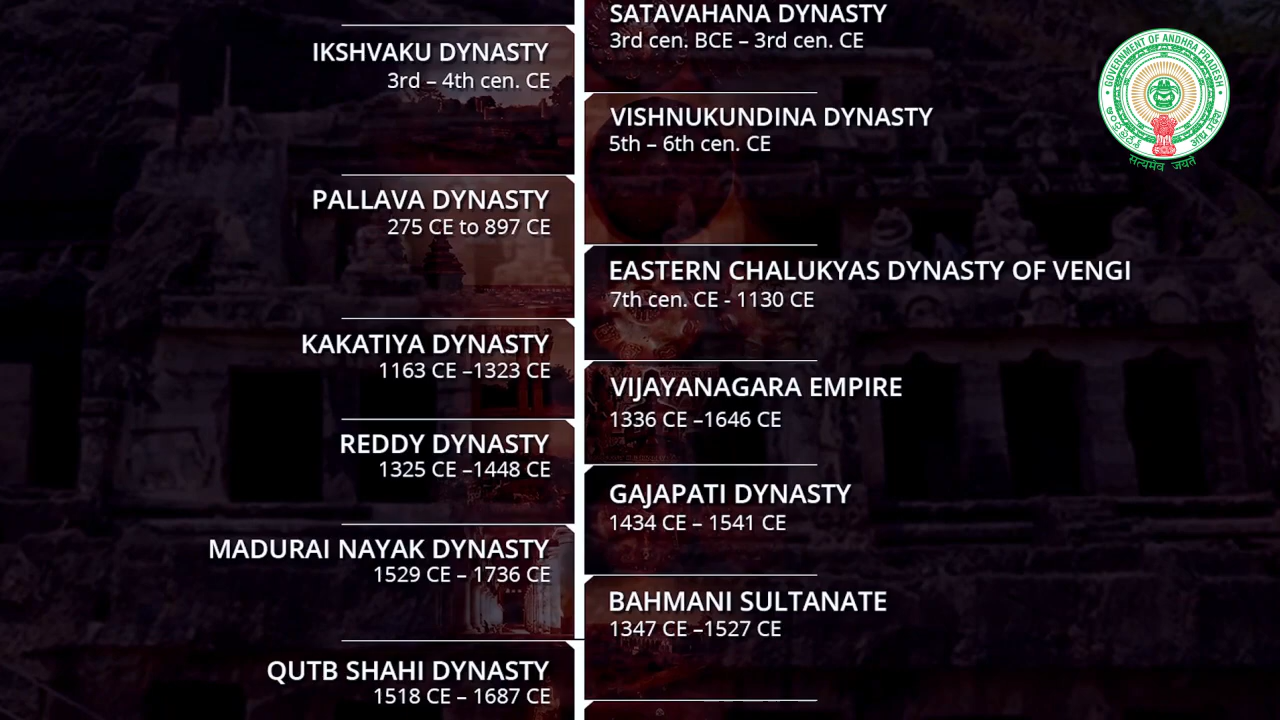 SATAVAHANA DYNASTY
3rd cen. BCE – 3rd cen. CE
IKSHVAKU DYNASTY
3rd – 4th cen. CE
VISHNUKUNDINA DYNASTY
5th – 6th cen. CE
PALLAVA DYNASTY
275 CE to 897 CE
EASTERN CHALUKYAS DYNASTY OF VENGI
7th cen. CE - 1130 CE
KAKATIYA DYNASTY
1163 CE –1323 CE
VIJAYANAGARA EMPIRE
1336 CE –1646 CE
REDDY DYNASTY
1325 CE –1448 CE
GAJAPATI DYNASTY
1434 CE – 1541 CE
MADURAI NAYAK DYNASTY
1529 CE – 1736 CE
BAHMANI SULTANATE
1347 CE –1527 CE
QUTB SHAHI DYNASTY
1518 CE – 1687 CE
GOVERNMENT OF ANDHRA PRADESH
सत्यमेव जयते